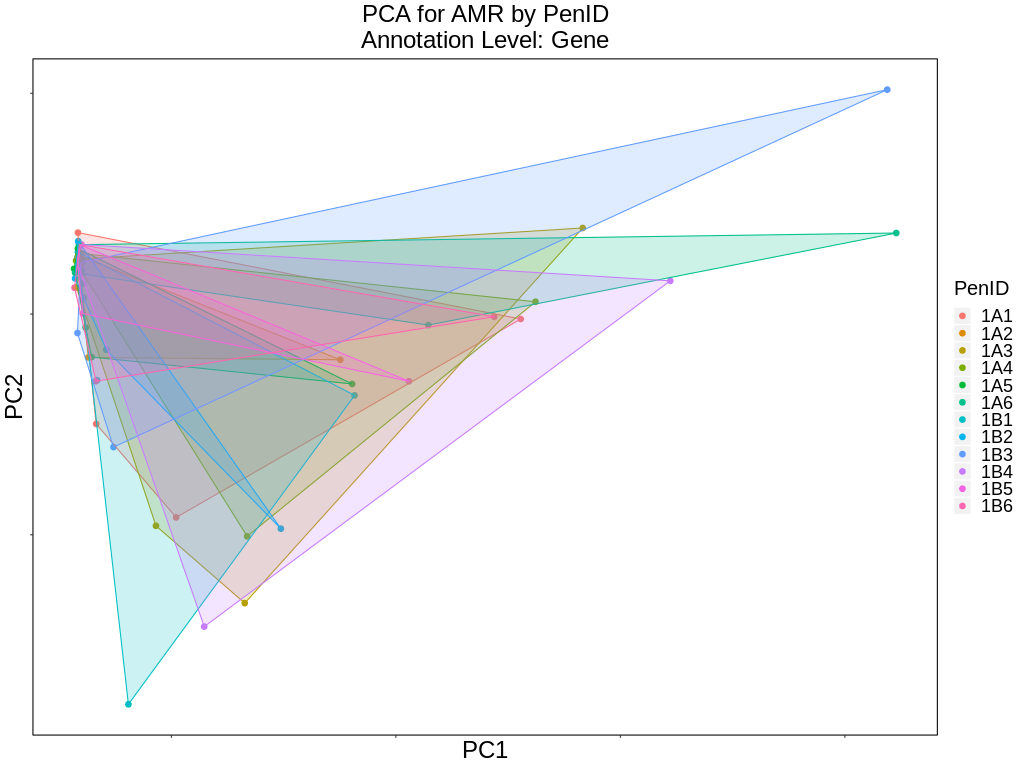 PCA for AMR by PenID
Annotation Level: Gene
PC2
PC1
PenID
1A1
1A2
1A3
1A4
1A5
1A6
1B1
1B2
1B3
1B4
1B5
1B6